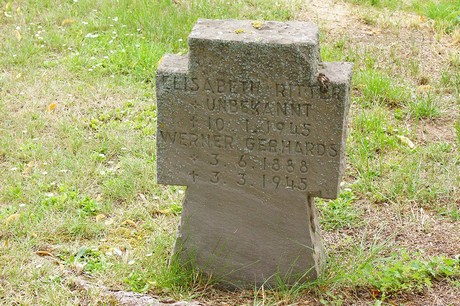 ELISABETH RITTER
* UNBEKANNT
+ 10.1.1945
WERNER GERHARDS
* 3.6.1888
+ 3.3.1945